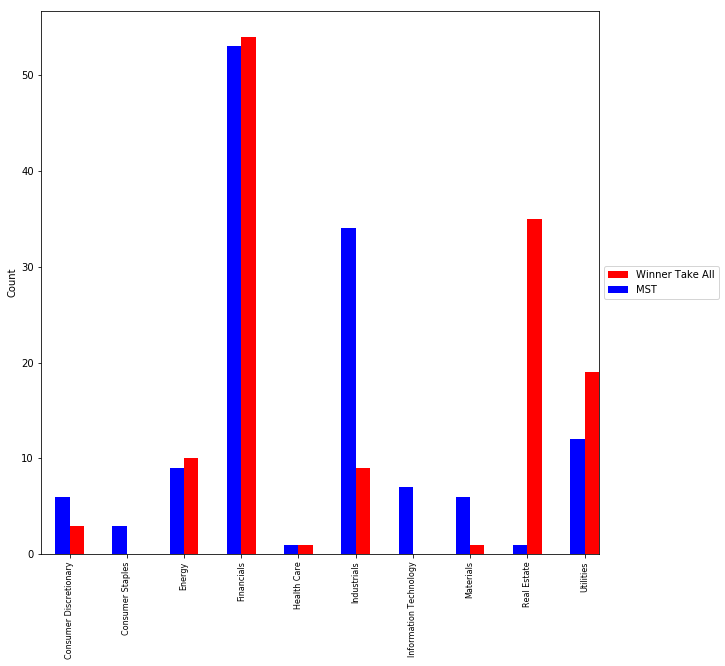 50
40
30
20
10
0
Count
Consumer Discretionary
Consumer Staples
Energy
Financials
Health Care
Industrials
Information Technology
Materials
Real Estate
Utilities
Winner Take All
MST